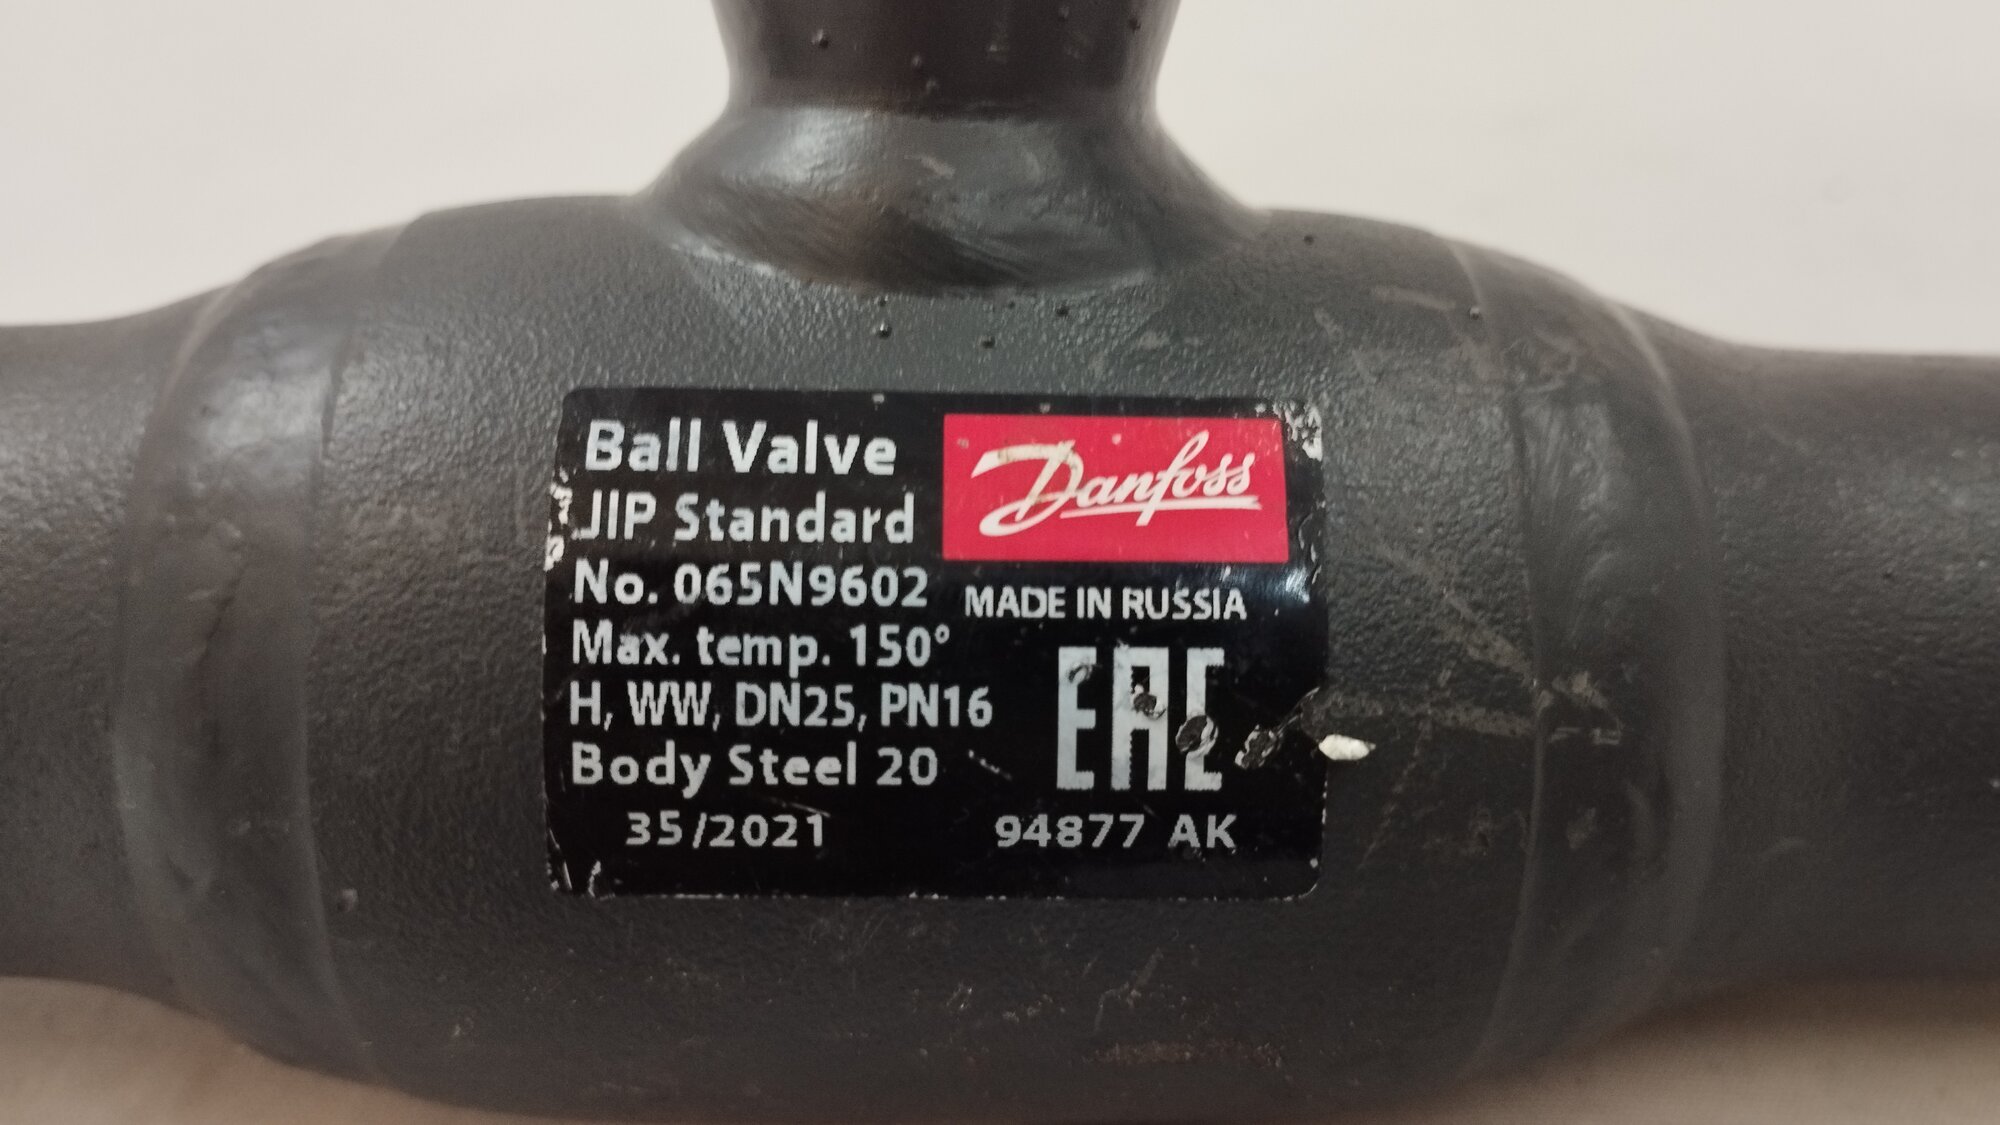 Ball Valve
JIP Standard
Danfoss
No. 065N9602
MADE IN RUSSIA
Max. temp. 150°
H, WW, DN25, PN16
EAC
Body Steel 20
35/2021
94877 AK